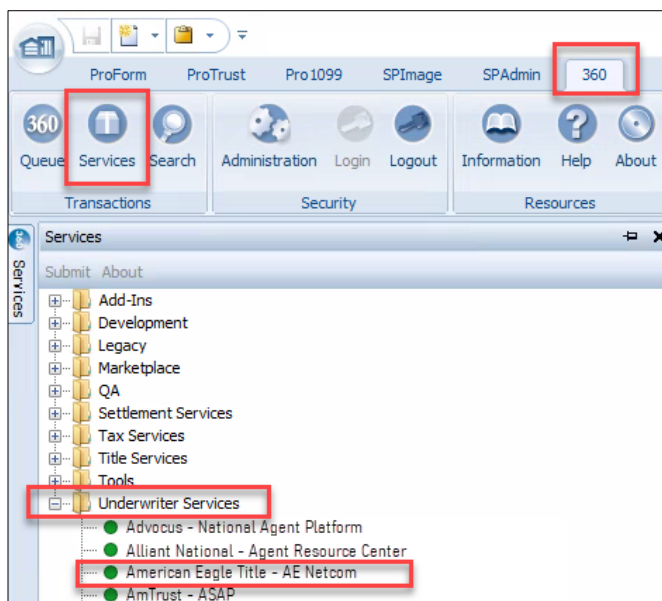 ProForm ProTrust Pro1099 SPImage SPAdmin 360
360
Queue Services Search Administration Login Logout Information Help About
Transactions Security Resources
360 Services
Services
Submit About
Add-Ins
Development
Legacy
Marketplace
QA
Settlement Services
Tax Services
Title Services
Tools
Underwriter Services
Advocus - National Agent Platform
Alliant National - Agent Resource Center
American Eagle Title - AE Netcom
AmTrust - ASAP